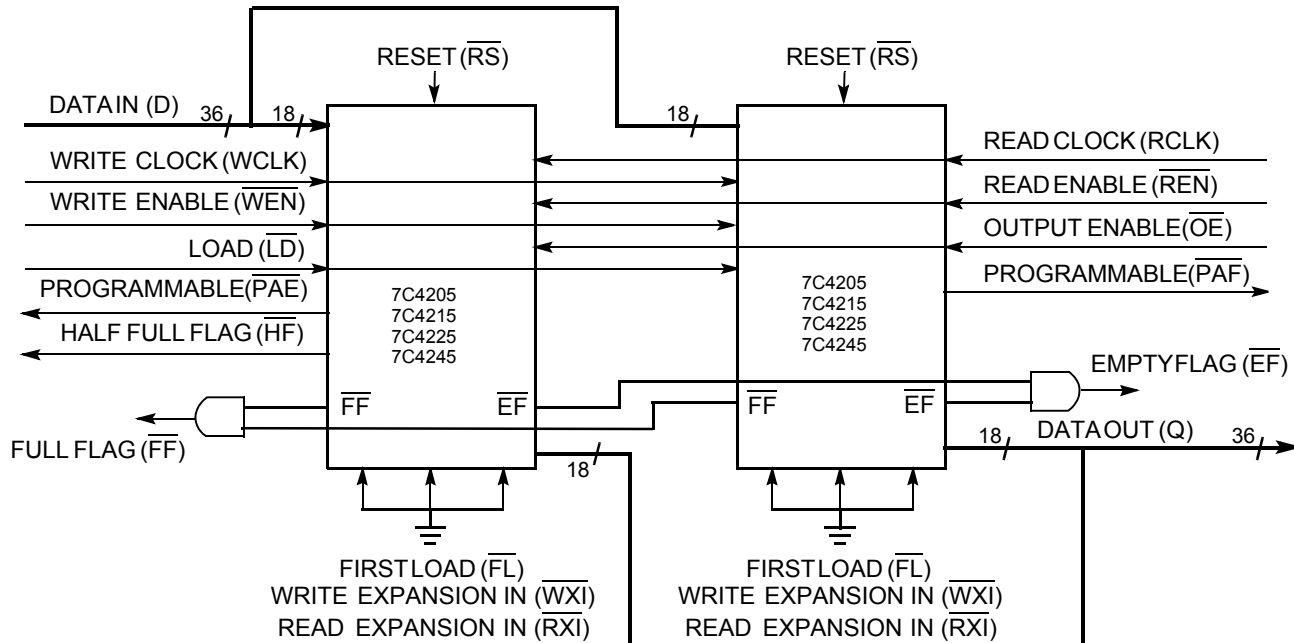 RESET (RS)
RESET (RS)
DATA IN (D)
36
18
18
WRITE CLOCK (WCLK)
READ CLOCK (RCLK)
WRITE ENABLE (WEN)
READ ENABLE (REN)
LOAD (LD)
OUTPUT ENABLE (OE)
PROGRAMMABLE (PAE)
PROGRAMMABLE (PAF)
HALF FULL FLAG (HF)
7C4205
7C4215
7C4225
7C4245
7C4205
7C4215
7C4225
7C4245
EMPTY FLAG (EF)
FF
EF
FF
EF
FULL FLAG (FF)
18
18
DATA OUT (Q)
36
FIRST LOAD (FL)
WRITE EXPANSION IN (WXI)
READ EXPANSION IN (RXI)
FIRST LOAD (FL)
WRITE EXPANSION IN (WXI)
READ EXPANSION IN (RXI)